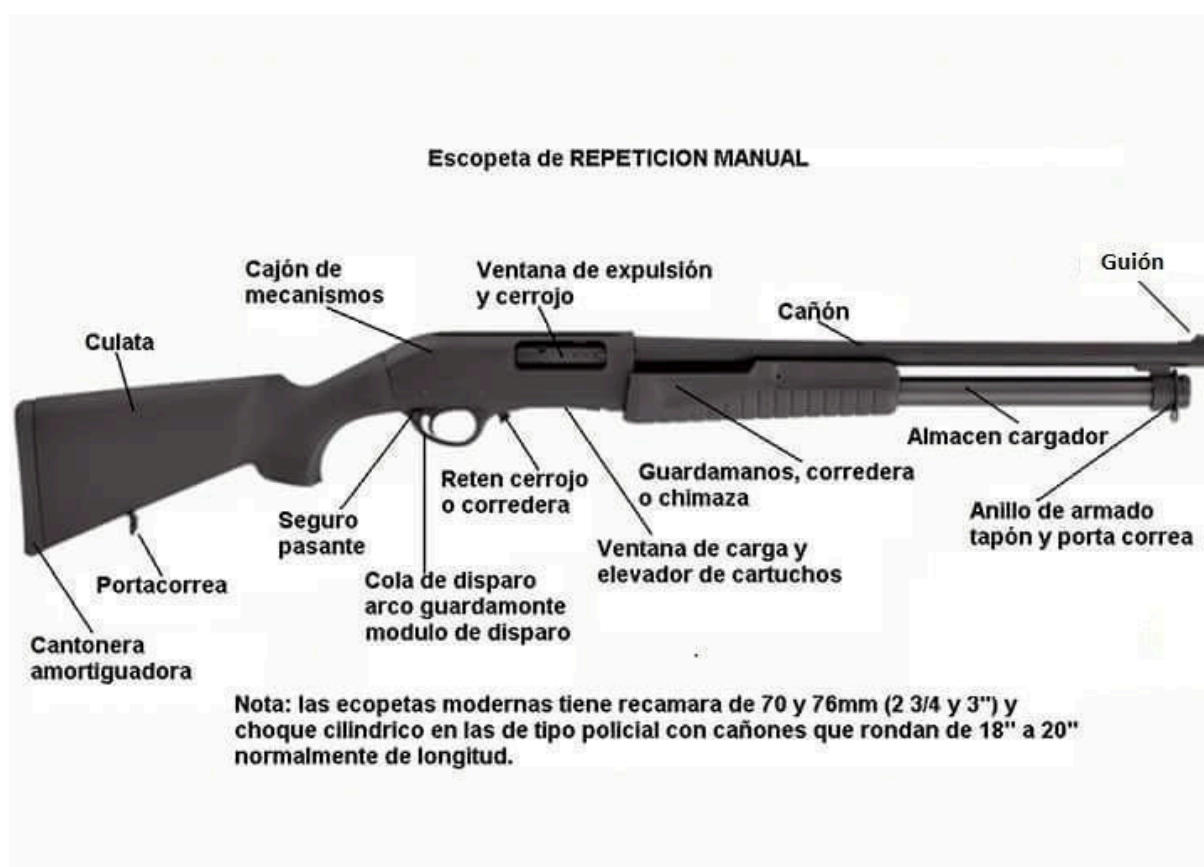 Escopeta de REPETICION MANUAL
Guión
Cajón de
mecanismos
Ventana de expulsión
y cerrojo
Cañón
Culata
Almacen cargador
Guardamanos, corredera
o chimaza
Reten cerrojo
o corredera
Anillo de armado
tapón y porta correa
Seguro
pasante
Ventana de carga y
elevador de cartuchos
Portacorrea
Cola de disparo
arco guardamonte
modulo de disparo
Cantonera
amortiguadora
Nota: las ecopetas modernas tiene recamara de 70 y 76mm (2 3/4 y 3") y
choque cilindrico en las de tipo policial con cañones que rondan de 18" a 20"
normalmente de longitud.